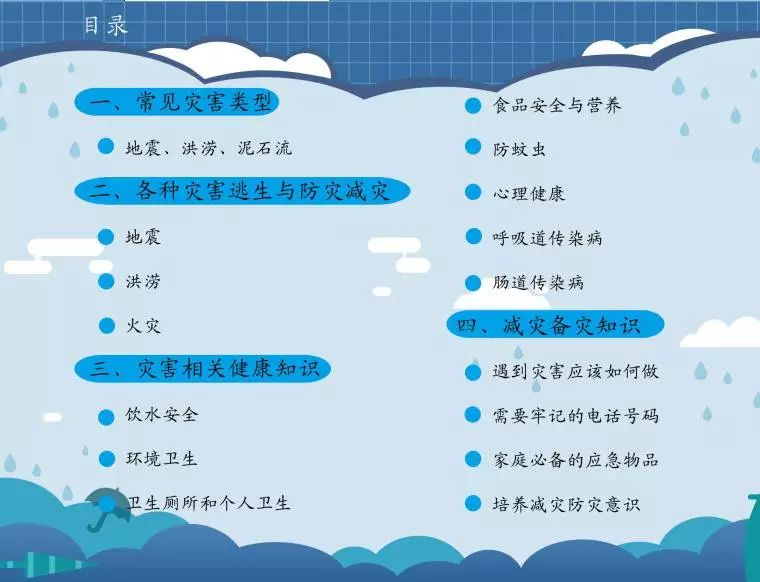 目录
一、常见灾害类型
地震、洪涝、泥石流
二、各种灾害逃生与防灾减灾
地震
洪涝
火灾
三、灾害相关健康知识
饮水安全
环境卫生
卫生厕所和个人卫生
食品安全与营养
防蚊虫
心理健康
呼吸道传染病
肠道传染病
四、减灾备灾知识
遇到灾害应该如何做
需要牢记的电话号码
家庭必备的应急物品
培养减灾防灾意识